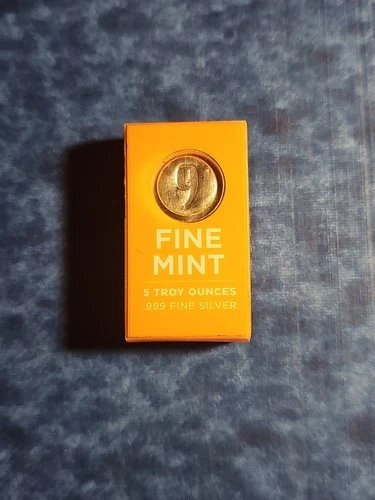 9
FINE
MINT
5 TROY OUNCES
.999 FINE SILVER